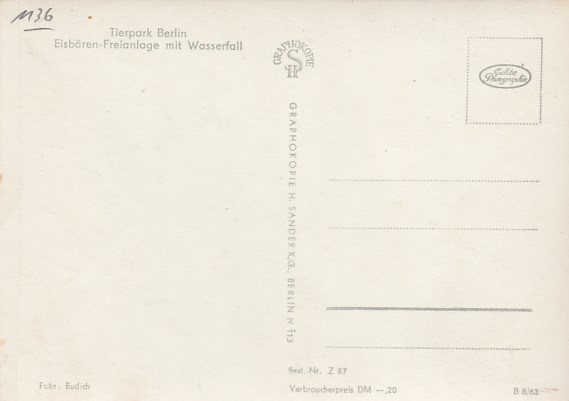 1136
Tierpark Berlin
Eisbären-Freianlage mit Wasserfall
GRAPHOKOPIE
SH
Echte
Photographie
GRAPHOKOPIE H. SANDER K.G., BERLIN N 113
Best.-Nr. Z 87
Foto: Budich
Verbraucherpreis DM —,20
B 8/63